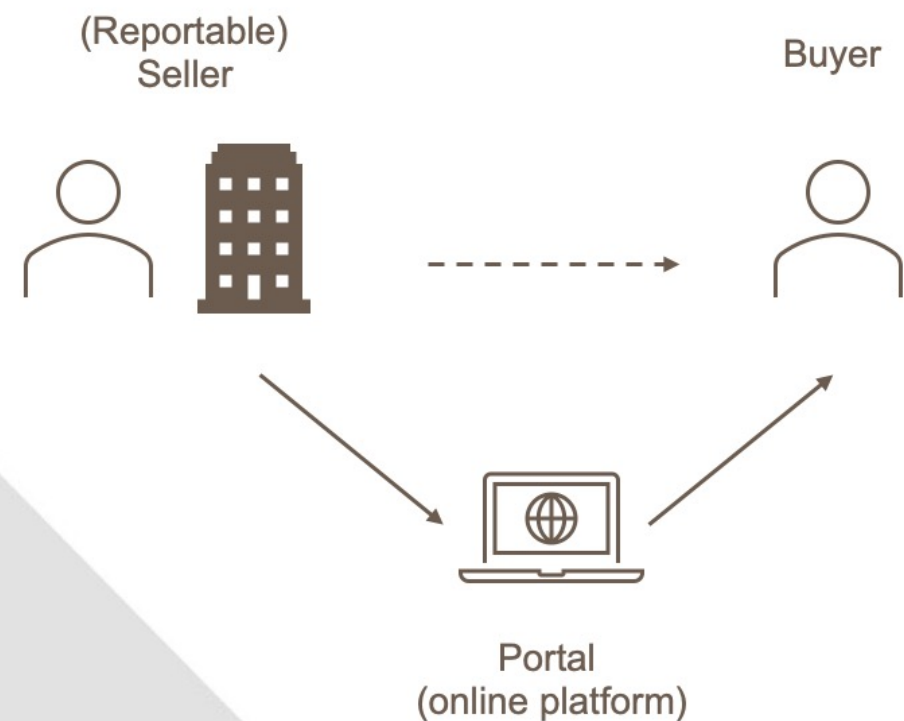 (Reportable)
Seller
Buyer
Portal
(online platform)